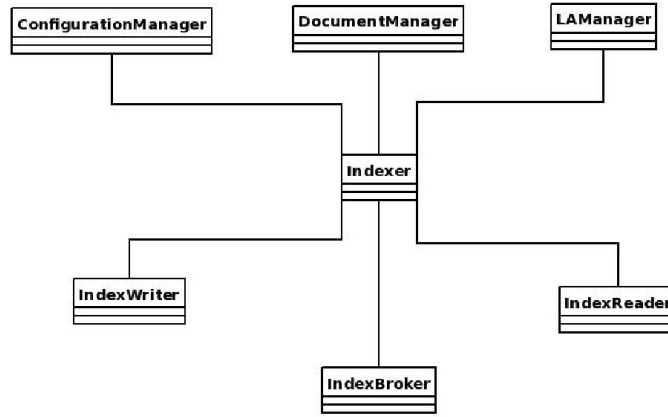 ConfigurationManager
DocumentManager
LAManager
Indexer
IndexWriter
IndexReader
IndexBroker